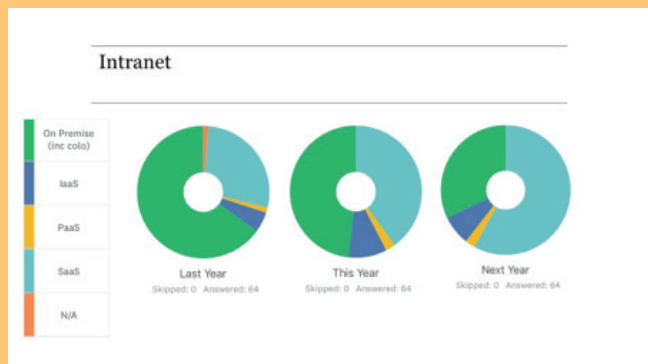 Intranet
On Premise
(inc colo)
IaaS
PaaS
SaaS
N/A
Last Year
Skipped: 0 Answered: 64
This Year
Skipped: 0 Answered: 64
Next Year
Skipped: 0 Answered: 64